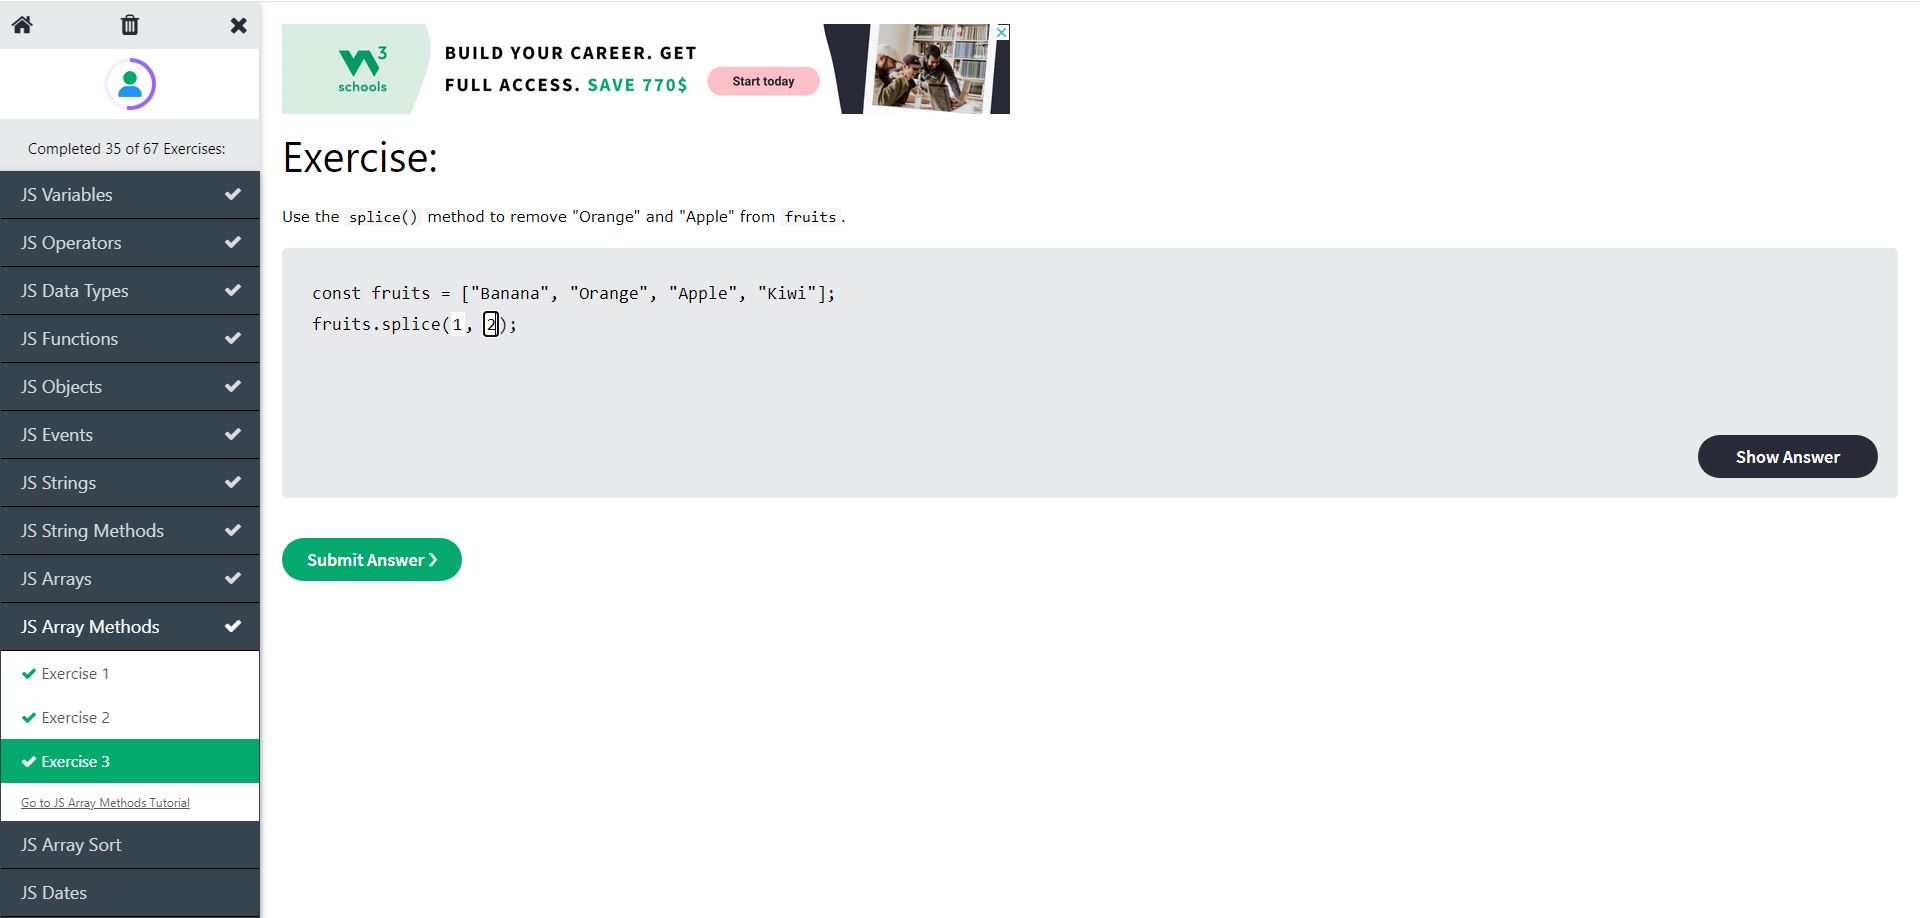 3
schools
BUILD YOUR CAREER. GET
FULL ACCESS. SAVE 770$
Start today
Completed 35 of 67 Exercises:
JS Variables
JS Operators
JS Data Types
JS Functions
JS Objects
JS Events
JS Strings
JS String Methods
JS Arrays
JS Array Methods
Exercise 1
Exercise 2
Exercise 3
Go to JS Array Methods Tutorial
JS Array Sort
JS Dates
Exercise:
Use the splice() method to remove "Orange" and "Apple" from fruits.
const fruits = ["Banana", "Orange", "Apple", "Kiwi"];
fruits.splice(1, 2);
Show Answer
Submit Answer ❯